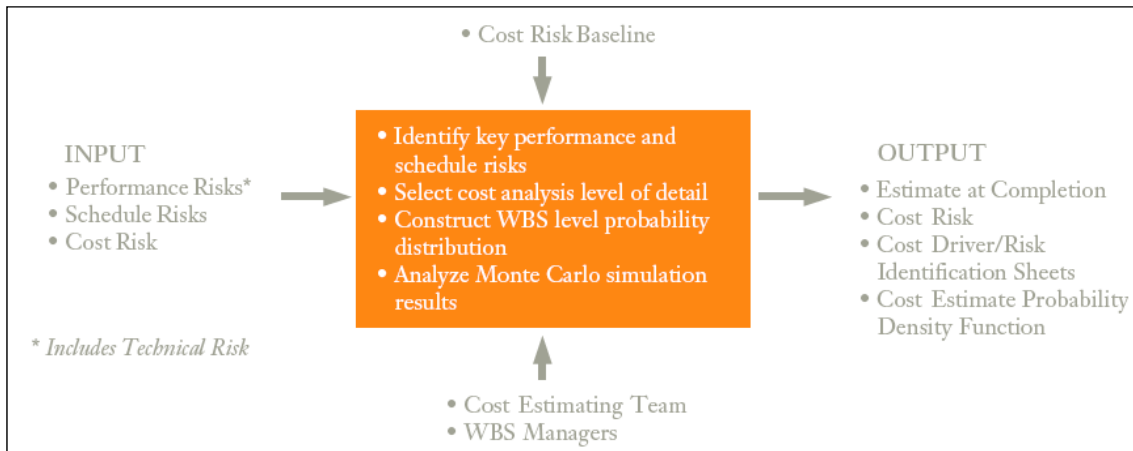 • Cost Risk Baseline
INPUT
• Performance Risks*
• Schedule Risks
• Cost Risk
* Includes Technical Risk
• Identify key performance and
schedule risks
• Select cost analysis level of detail
• Construct WBS level probability
distribution
• Analyze Monte Carlo simulation
results
OUTPUT
• Estimate at Completion
• Cost Risk
• Cost Driver/Risk
Identification Sheets
• Cost Estimate Probability
Density Function
• Cost Estimating Team
• WBS Managers